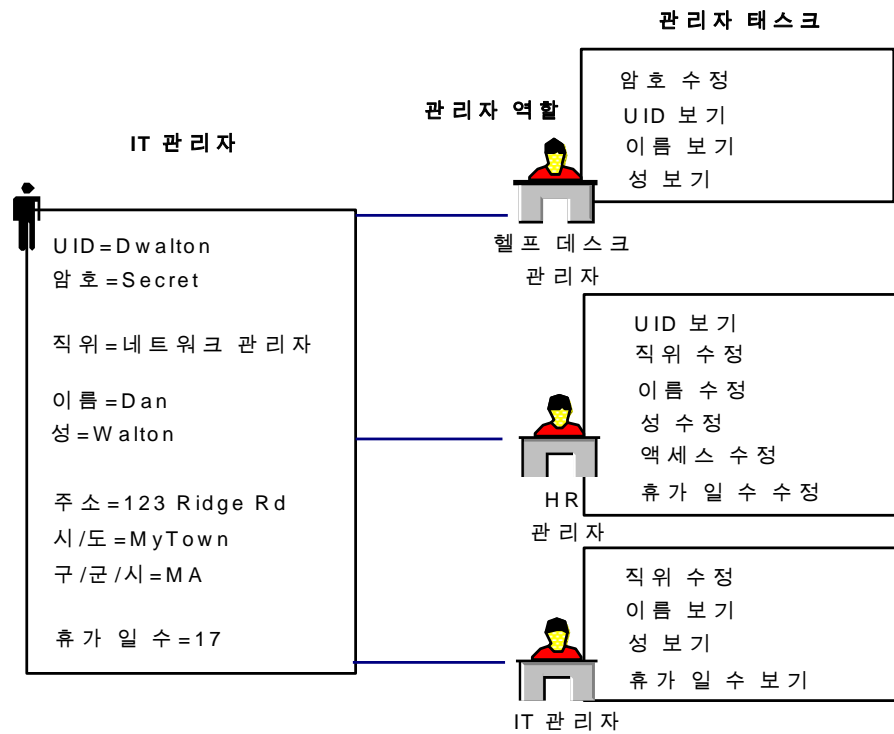 관리자 태스크
관리자 역할
IT 관리자
UID=Dwalton
암호=Secret
직위=네트워크 관리자
이름=Dan
성=Walton
주소=123 Ridge Rd
시/도=MyTown
구/군/시=MA
휴가 일 수=17
헬프 데스크
관리자
암호 수정
UID 보기
이름 보기
성 보기
HR
관리자
UID 보기
직위 수정
이름 수정
성 수정
액세스 수정
휴가 일 수 수정
IT 관리자
직위 수정
이름 보기
성 보기
휴가 일 수 보기